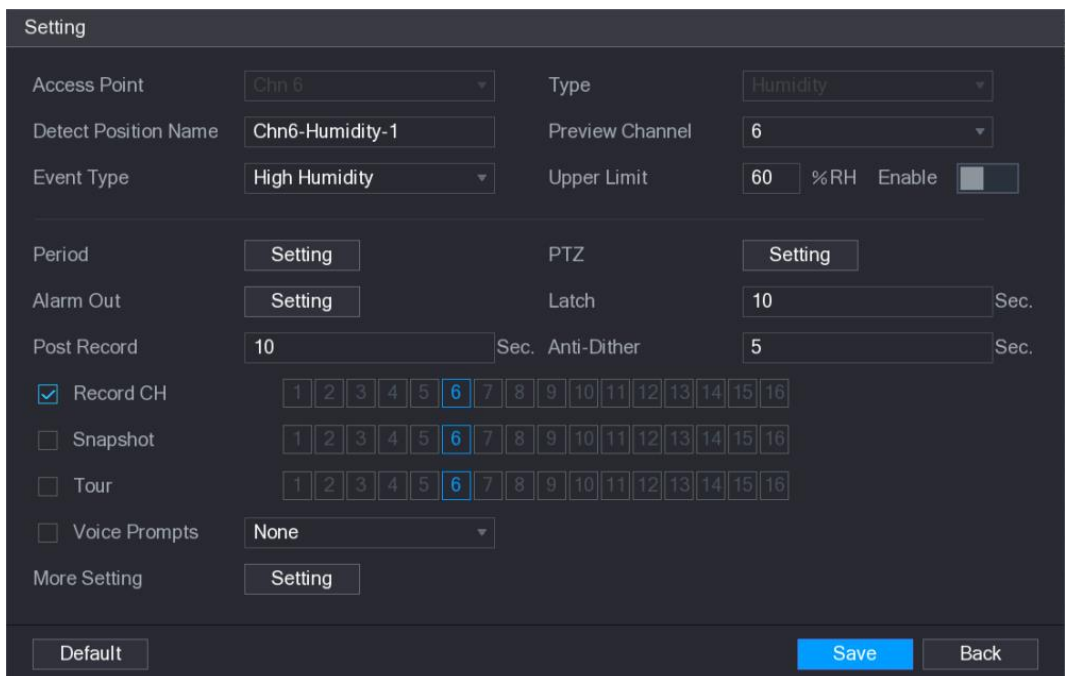 Setting
Access Point Chn 6 Type Humidity
Detect Position Name Chn6-Humidity-1 Preview Channel 6
Event Type High Humidity Upper Limit 60 %RH Enable
Period Setting PTZ Setting
Alarm Out Setting Latch 10 Sec.
Post Record 10 Sec. Anti-Dither 5 Sec.
Record CH 1 2 3 4 5 6 7 8 9 10 11 12 13 14 15 16
Snapshot 1 2 3 4 5 6 7 8 9 10 11 12 13 14 15 16
Tour 1 2 3 4 5 6 7 8 9 10 11 12 13 14 15 16
Voice Prompts None
More Setting Setting
Default Save Back